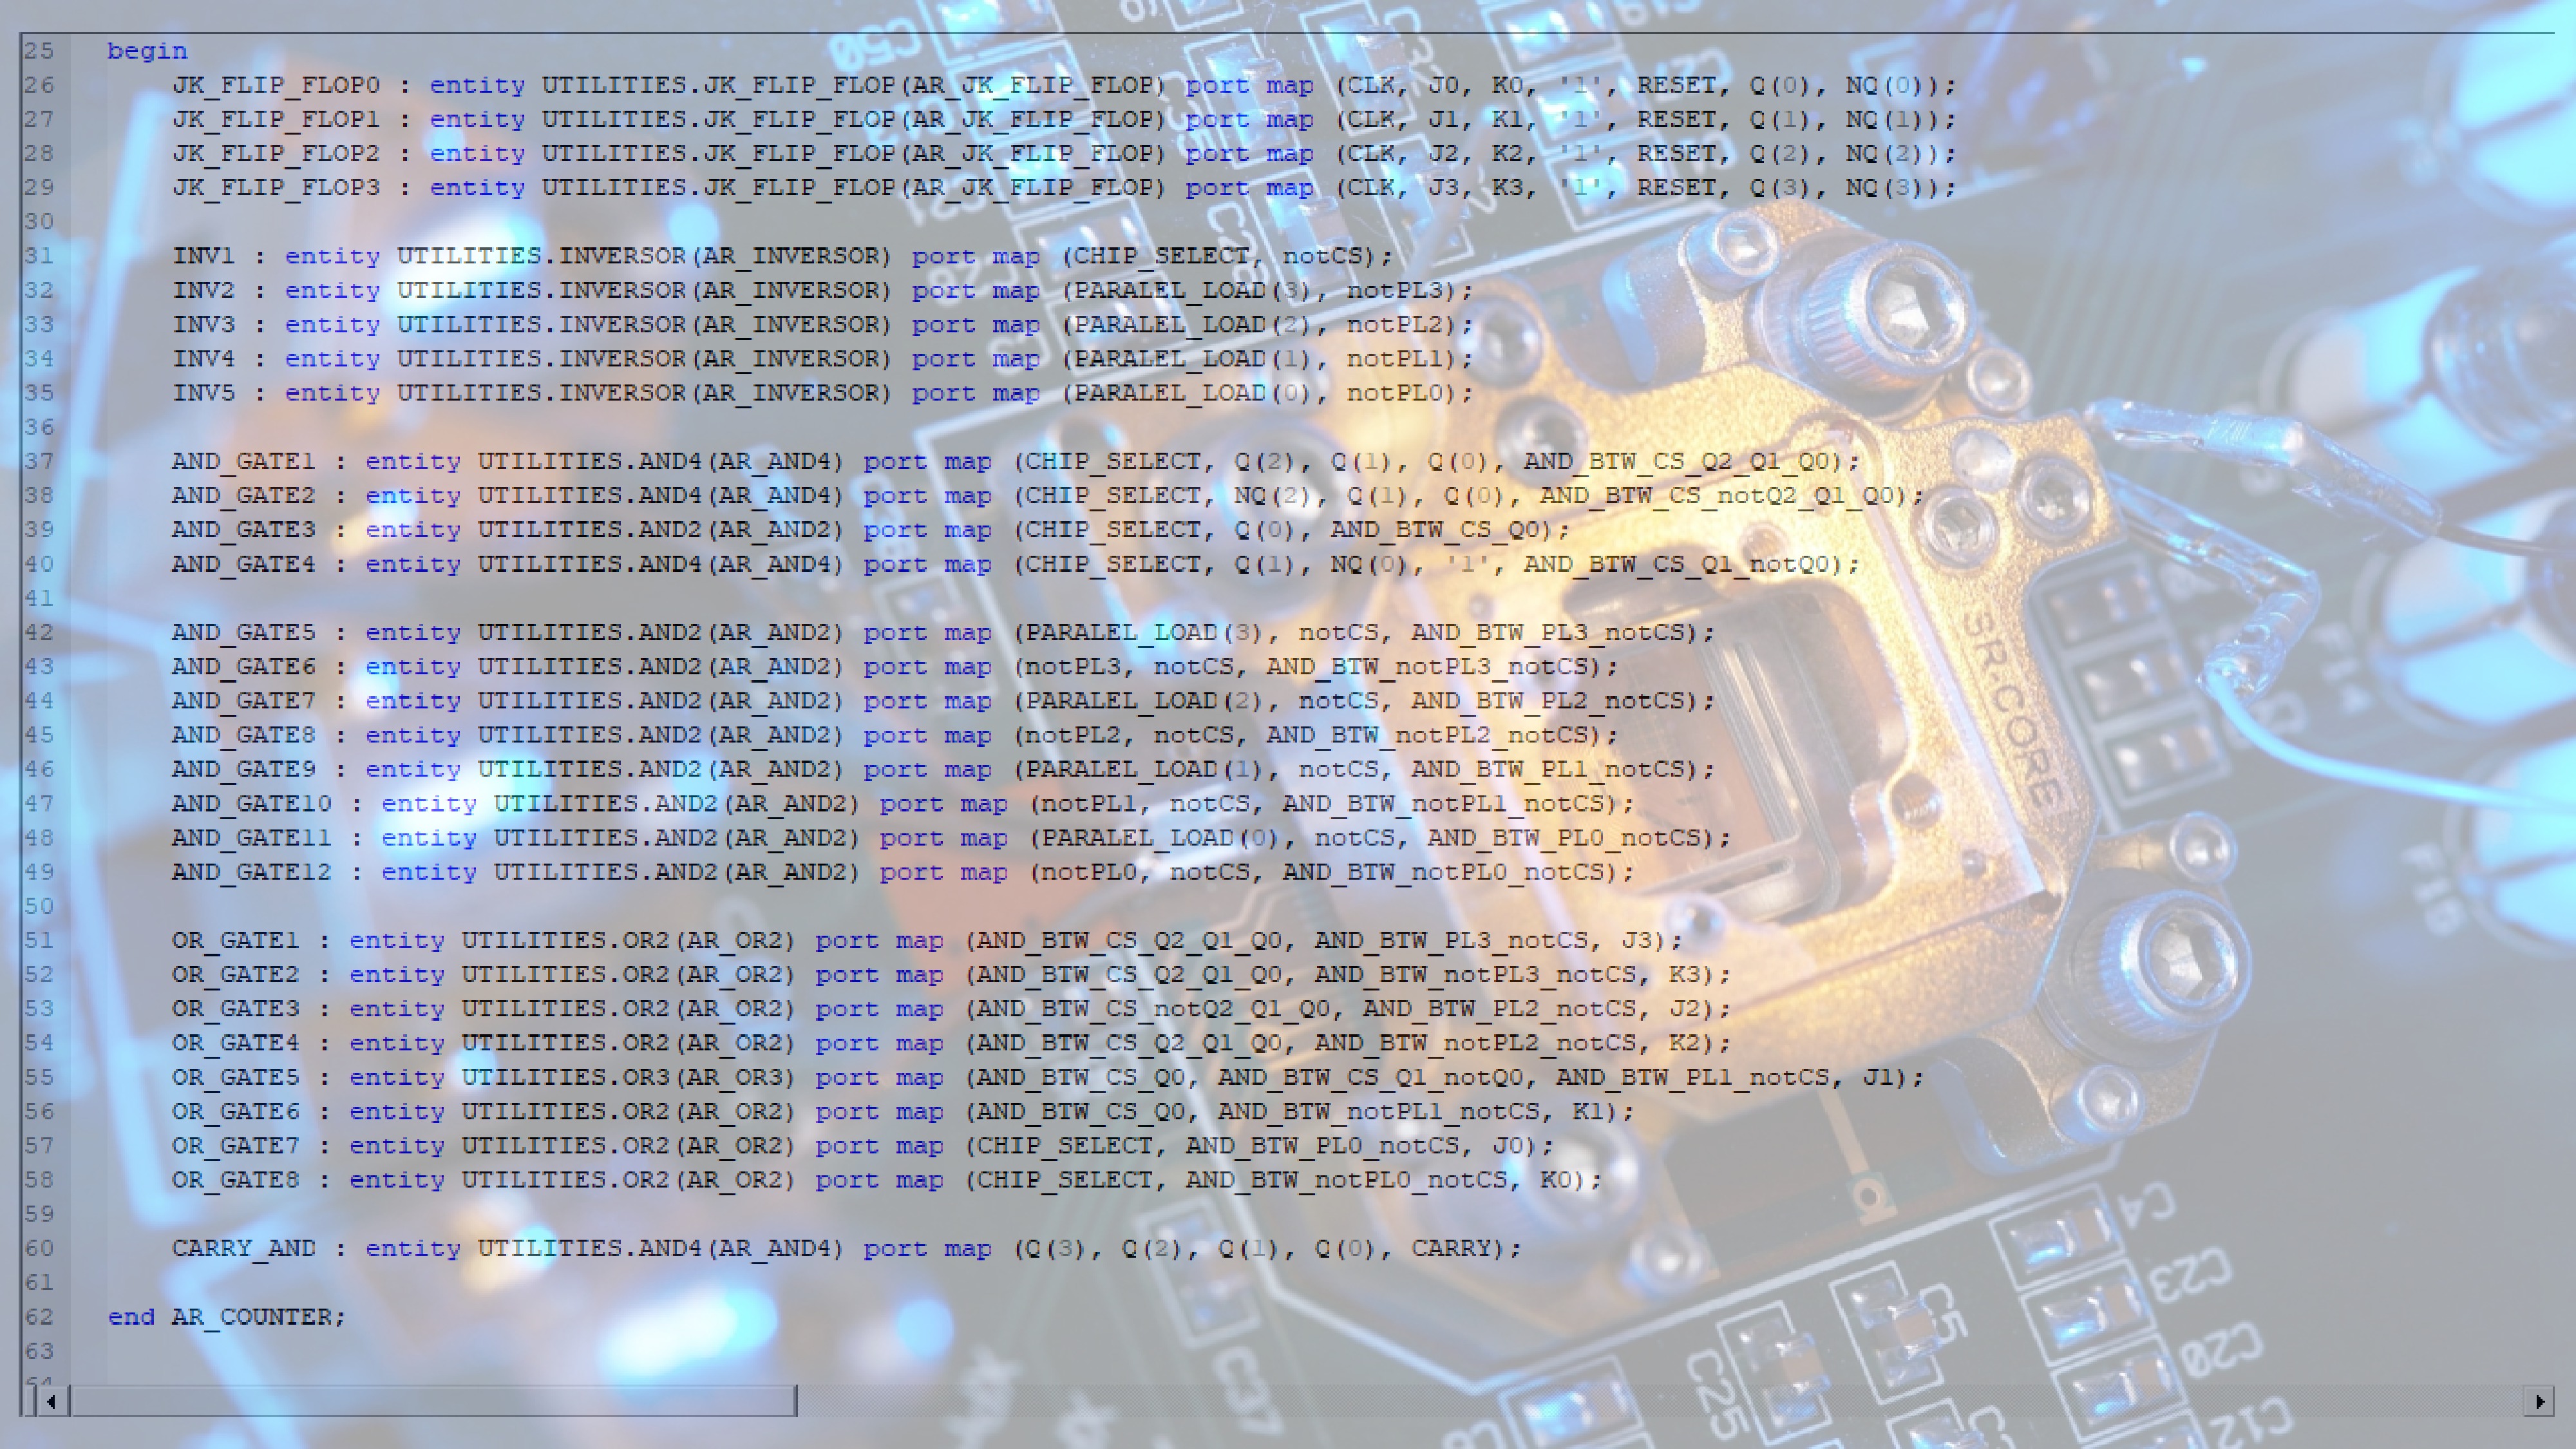 25 begin
26 JK_FLIP_FLOP0 : entity UTILITIES.JK_FLIP_FLOP(AR_JK_FLIP_FLOP) port map (CLK, J0, K0, '1', RESET, Q(0), NQ(0));
27 JK_FLIP_FLOP1 : entity UTILITIES.JK_FLIP_FLOP(AR_JK_FLIP_FLOP) port map (CLK, J1, K1, '1', RESET, Q(1), NQ(1));
28 JK_FLIP_FLOP2 : entity UTILITIES.JK_FLIP_FLOP(AR_JK_FLIP_FLOP) port map (CLK, J2, K2, '1', RESET, Q(2), NQ(2));
29 JK_FLIP_FLOP3 : entity UTILITIES.JK_FLIP_FLOP(AR_JK_FLIP_FLOP) port map (CLK, J3, K3, '1', RESET, Q(3), NQ(3));
30
31 INV1 : entity UTILITIES.INVERSOR(AR_INVERSOR) port map (CHIP_SELECT, notCS);
32 INV2 : entity UTILITIES.INVERSOR(AR_INVERSOR) port map (PARALEL_LOAD(3), notPL3);
33 INV3 : entity UTILITIES.INVERSOR(AR_INVERSOR) port map (PARALEL_LOAD(2), notPL2);
34 INV4 : entity UTILITIES.INVERSOR(AR_INVERSOR) port map (PARALEL_LOAD(1), notPL1);
35 INV5 : entity UTILITIES.INVERSOR(AR_INVERSOR) port map (PARALEL_LOAD(0), notPL0);
36
37 AND_GATE1 : entity UTILITIES.AND4(AR_AND4) port map (CHIP_SELECT, Q(2), Q(1), Q(0), AND_BTW_CS_Q2_Q1_Q0);
38 AND_GATE2 : entity UTILITIES.AND4(AR_AND4) port map (CHIP_SELECT, NQ(2), Q(1), Q(0), AND_BTW_CS_notQ2_Q1_Q0);
39 AND_GATE3 : entity UTILITIES.AND2(AR_AND2) port map (CHIP_SELECT, Q(0), AND_BTW_CS_Q0);
40 AND_GATE4 : entity UTILITIES.AND4(AR_AND4) port map (CHIP_SELECT, Q(1), NQ(0), '1', AND_BTW_CS_Q1_notQ0);
41
42 AND_GATE5 : entity UTILITIES.AND2(AR_AND2) port map (PARALEL_LOAD(3), notCS, AND_BTW_PL3_notCS);
43 AND_GATE6 : entity UTILITIES.AND2(AR_AND2) port map (notPL3, notCS, AND_BTW_notPL3_notCS);
44 AND_GATE7 : entity UTILITIES.AND2(AR_AND2) port map (PARALEL_LOAD(2), notCS, AND_BTW_PL2_notCS);
45 AND_GATE8 : entity UTILITIES.AND2(AR_AND2) port map (notPL2, notCS, AND_BTW_notPL2_notCS);
46 AND_GATE9 : entity UTILITIES.AND2(AR_AND2) port map (PARALEL_LOAD(1), notCS, AND_BTW_PL1_notCS);
47 AND_GATE10 : entity UTILITIES.AND2(AR_AND2) port map (notPL1, notCS, AND_BTW_notPL1_notCS);
48 AND_GATE11 : entity UTILITIES.AND2(AR_AND2) port map (PARALEL_LOAD(0), notCS, AND_BTW_PL0_notCS);
49 AND_GATE12 : entity UTILITIES.AND2(AR_AND2) port map (notPL0, notCS, AND_BTW_notPL0_notCS);
50
51 OR_GATE1 : entity UTILITIES.OR2(AR_OR2) port map (AND_BTW_CS_Q2_Q1_Q0, AND_BTW_PL3_notCS, J3);
52 OR_GATE2 : entity UTILITIES.OR2(AR_OR2) port map (AND_BTW_CS_Q2_Q1_Q0, AND_BTW_notPL3_notCS, K3);
53 OR_GATE3 : entity UTILITIES.OR2(AR_OR2) port map (AND_BTW_CS_notQ2_Q1_Q0, AND_BTW_PL2_notCS, J2);
54 OR_GATE4 : entity UTILITIES.OR2(AR_OR2) port map (AND_BTW_CS_Q2_Q1_Q0, AND_BTW_notPL2_notCS, K2);
55 OR_GATE5 : entity UTILITIES.OR3(AR_OR3) port map (AND_BTW_CS_Q0, AND_BTW_CS_Q1_notQ0, AND_BTW_PL1_notCS, J1);
56 OR_GATE6 : entity UTILITIES.OR2(AR_OR2) port map (AND_BTW_CS_Q0, AND_BTW_notPL1_notCS, K1);
57 OR_GATE7 : entity UTILITIES.OR2(AR_OR2) port map (CHIP_SELECT, AND_BTW_PL0_notCS, J0);
58 OR_GATE8 : entity UTILITIES.OR2(AR_OR2) port map (CHIP_SELECT, AND_BTW_notPL0_notCS, K0);
59
60 CARRY_AND : entity UTILITIES.AND4(AR_AND4) port map (Q(3), Q(2), Q(1), Q(0), CARRY);
61
62 end AR_COUNTER;
63
64
SR-CORE
C50
C19
C21
F14
F15
C4
C23
C5
C20
C25
C37
C12